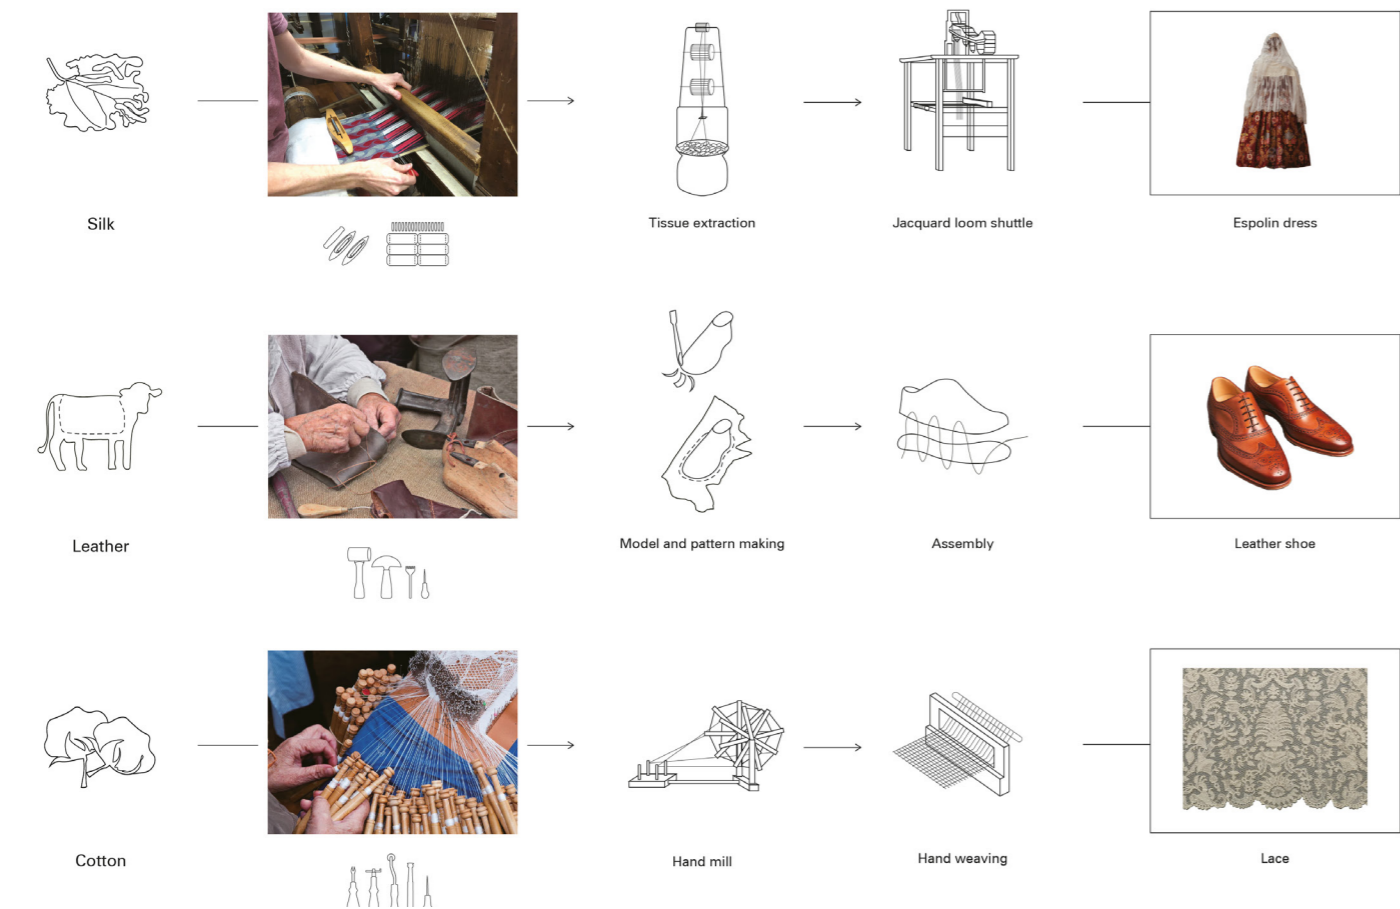 Silk
Tissue extraction
Jacquard loom shuttle
Espolin dress
Leather
Model and pattern making
Assembly
Leather shoe
Cotton
Hand mill
Hand weaving
Lace